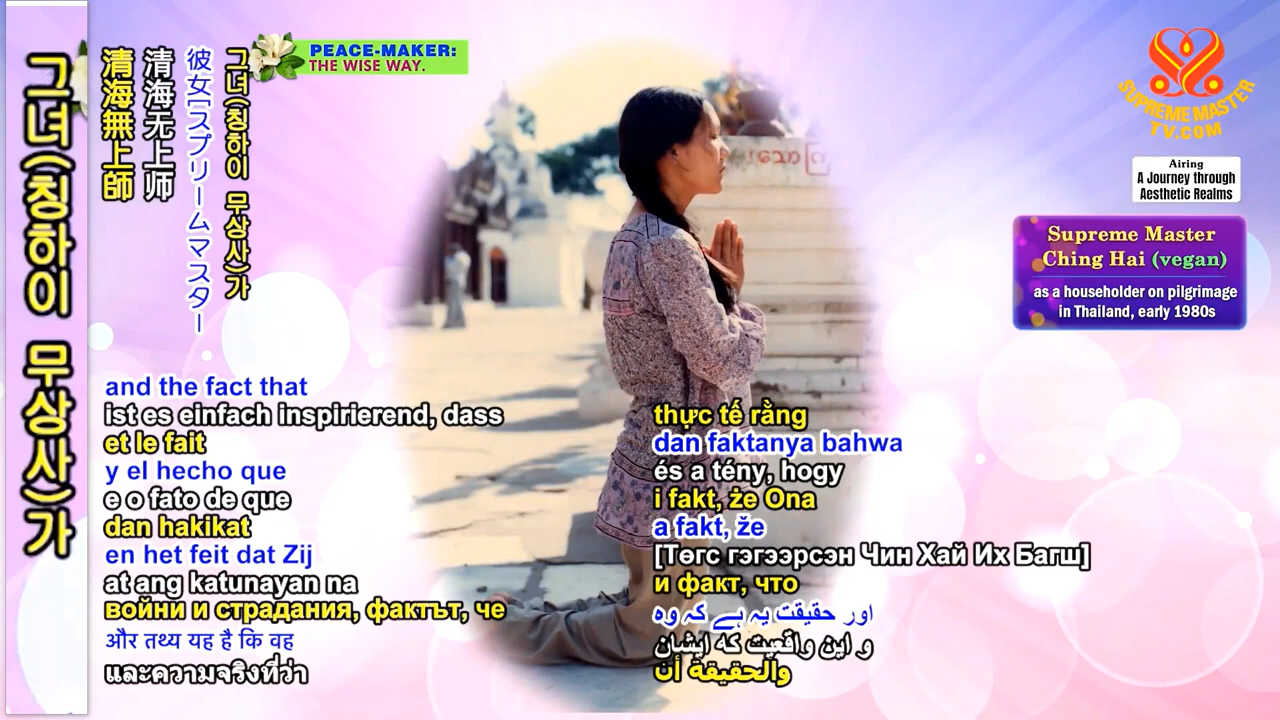 그녀(칭하이 무상사)가
清海無上師
清海无上师
彼女[スプリームマスター
그녀(칭하이 무상사)가
PEACE-MAKER:
THE WISE WAY.
SUPREME MASTER
TV.COM
Airing
A Journey through
Aesthetic Realms
Supreme Master
Ching Hai (vegan)
as a householder on pilgrimage
in Thailand, early 1980s
and the fact that
ist es einfach inspirierend, dass
et le fait
y el hecho que
e o fato de que
dan hakikat
en het feit dat Zij
at ang katunayan na
войни и страдания, фактът, че
और तथ्य यह है कि वह
และความจริงที่ว่า
thực tế rằng
dan faktanya bahwa
és a tény, hogy
i fakt, że Ona
a fakt, že
[Төгс гэгээрсэн Чин Хай Их Багш]
и факт, что
اور حقیقت یہ ہے کہ وہ
و این واقعیت که ایشان
والحقيقة أن